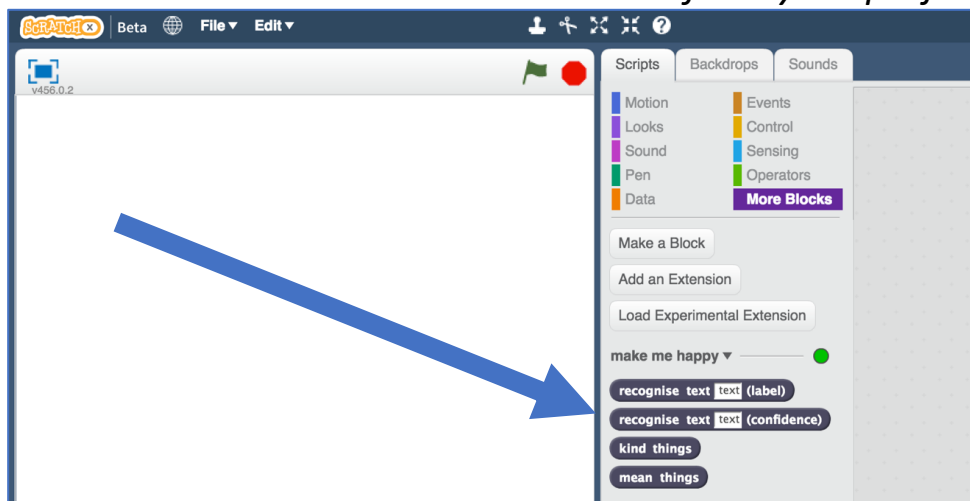 SCRATCH X Beta File Edit
v456.0.2
Scripts Backdrops Sounds
Motion Events
Looks Control
Sound Sensing
Pen Operators
Data More Blocks
Make a Block
Add an Extension
Load Experimental Extension
make me happy
recognise text text (label)
recognise text text (confidence)
kind things
mean things